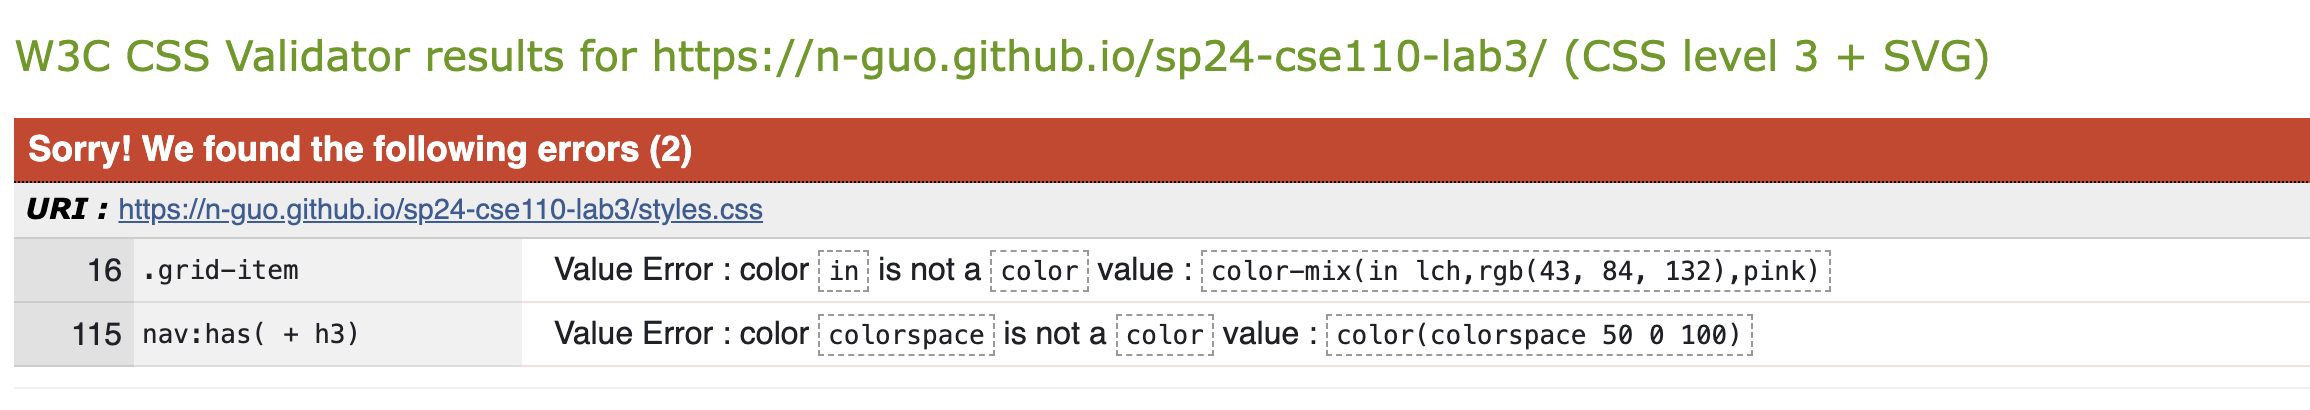 W3C CSS Validator results for https://n-guo.github.io/sp24-cse110-lab3/ (CSS level 3 + SVG)
Sorry! We found the following errors (2)
URI : https://n-guo.github.io/sp24-cse110-lab3/styles.css
16 .grid-item Value Error : color in is not a color value : color-mix(in lch,rgb(43, 84, 132),pink)
115 nav:has( + h3) Value Error : color colorspace is not a color value : color(colorspace 50 0 100)